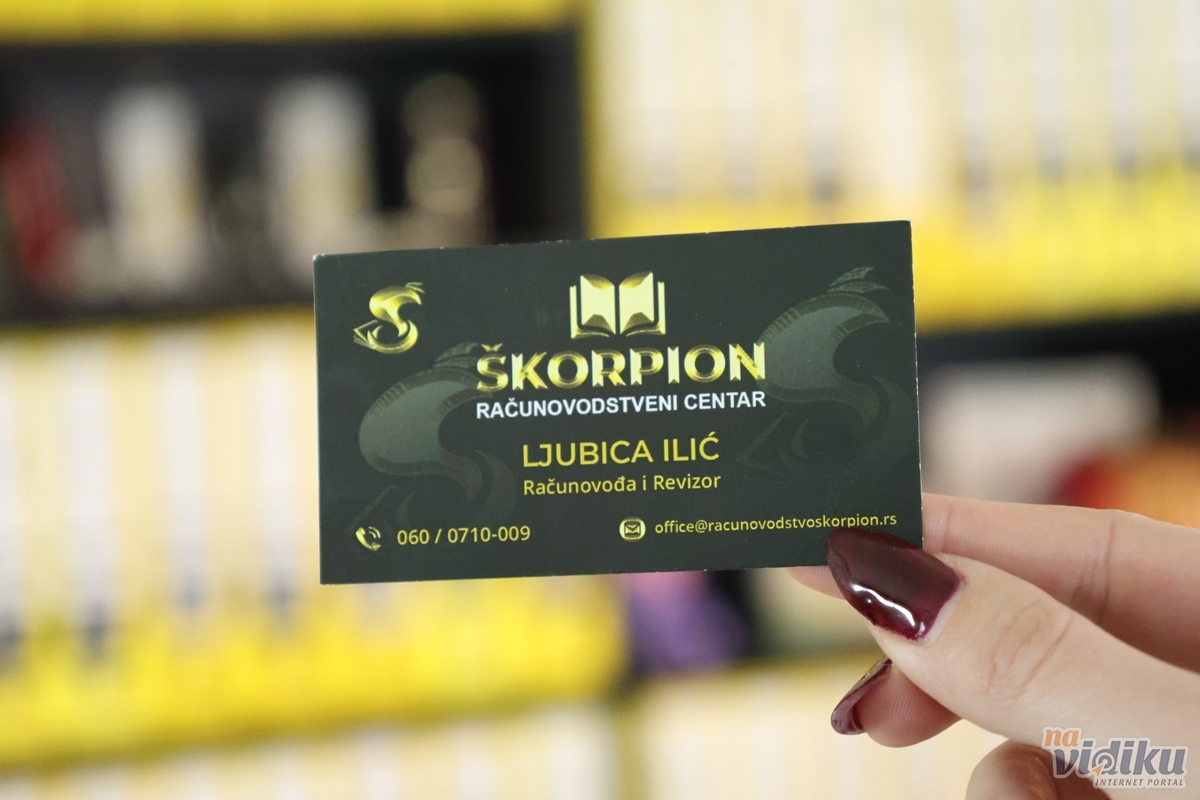 ŠKORPION
RAČUNOVODSTVENI CENTAR
LJUBICA ILIĆ
Računovođa i Revizor
060 / 0710-009
office@racunovodstvoskorpion.rs
na
vidiku
INTERNET PORTAL